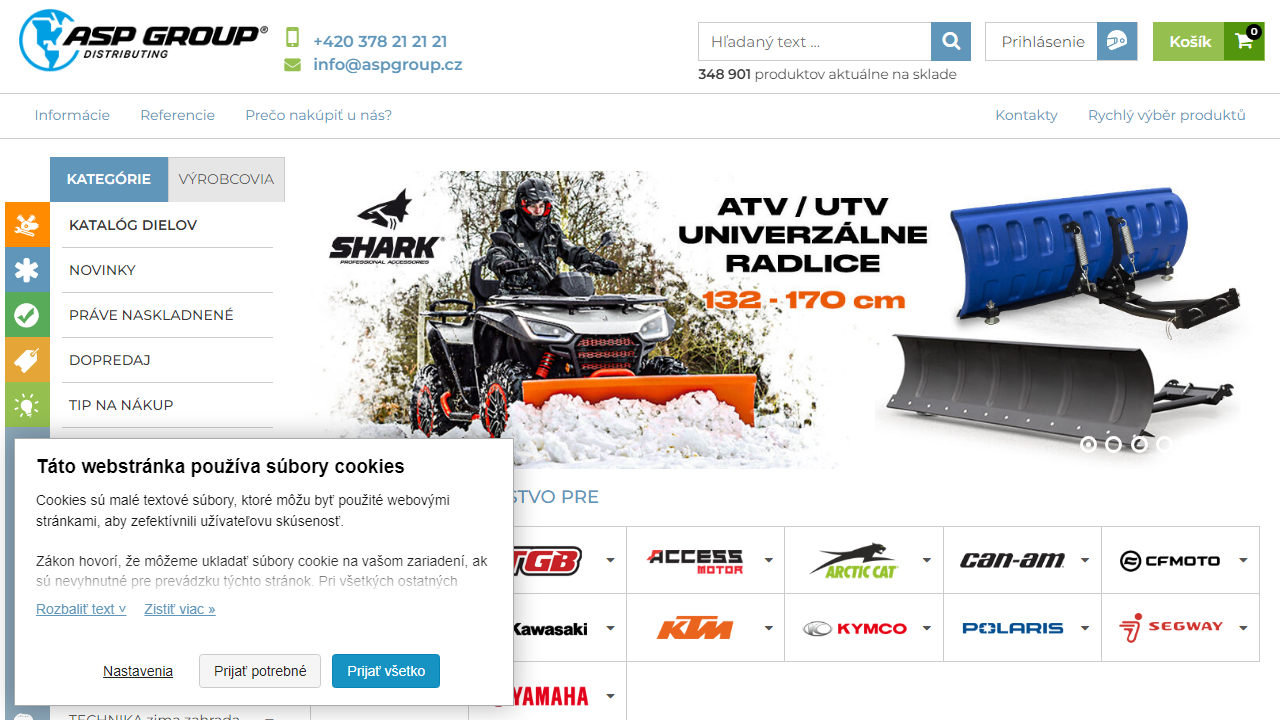 ASP GROUP®
DISTRIBUTING
+420 378 21 21 21
info@aspgroup.cz
Hľadaný text ...
348 901 produktov aktuálne na sklade
Prihlásenie
Košík
0
Informácie
Referencie
Prečo nakúpiť u nás?
Kontakty
Rychlý výběr produktů
KATEGÓRIE
VÝROBCOVIA
KATALÓG DIELOV
NOVINKY
PRÁVE NASKLADNENÉ
DOPREDAJ
TIP NA NÁKUP
SHARK®
PROFESSIONAL ACCESSORIES
ATV / UTV
UNIVERZÁLNE
RADLICE
132 - 170 cm
STVO PRE
TGB
ACCESS
MOTOR
ARCTIC CAT
can-am
CFMOTO
Kawasaki
KTM
KYMCO
POLARIS
SEGWAY
YAMAHA
Táto webstránka používa súbory cookies
Cookies sú malé textové súbory, ktoré môžu byť použité webovými
stránkami, aby zefektívnili užívateľovu skúsenosť.
Zákon hovorí, že môžeme ukladať súbory cookie na vašom zariadení, ak
sú nevyhnutné pre prevádzku týchto stránok. Pri všetkých ostatných
Rozbaliť text ˅
Zistiť viac »
Nastavenia
Prijať potrebné
Prijať všetko
TECHNIKA zima zahrada